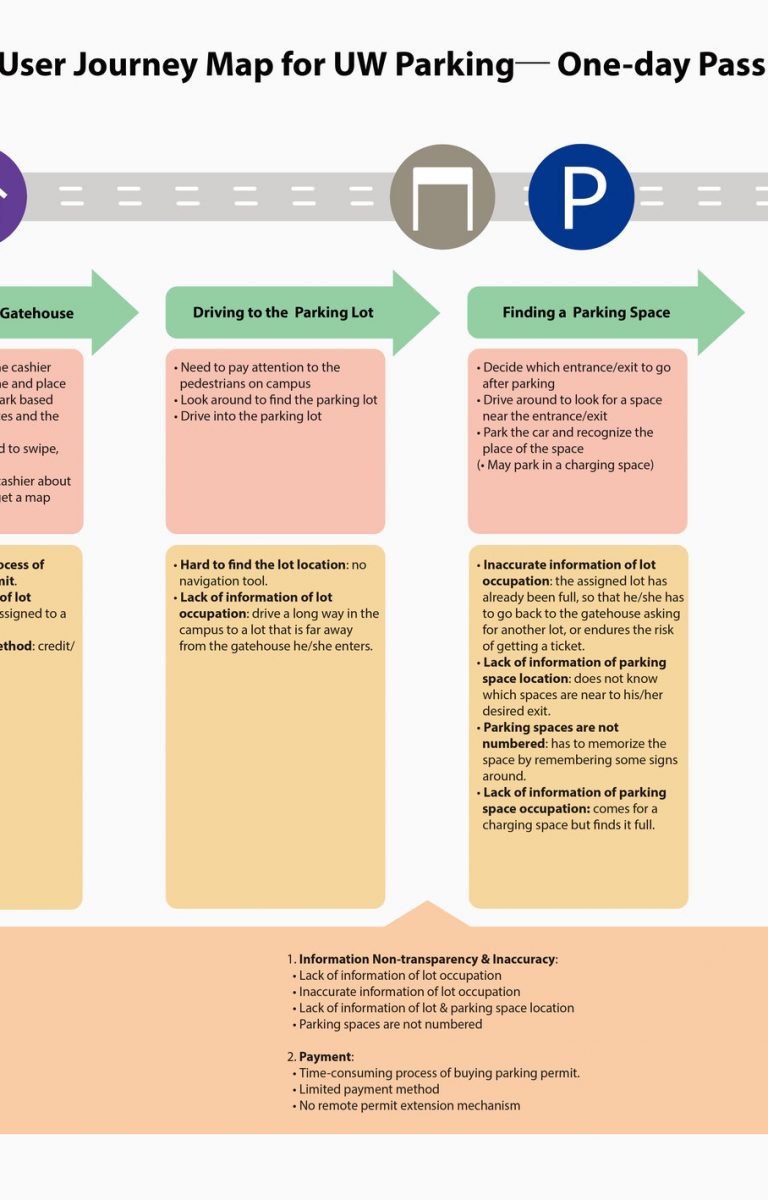 User Journey Map for UW Parking— One-day Pass
P
Gatehouse
Driving to the Parking Lot
Finding a Parking Space
e cashier
e and place
ark based
es and the
d to swipe,
cashier about
et a map
• Need to pay attention to the
pedestrians on campus
• Look around to find the parking lot
• Drive into the parking lot
• Decide which entrance/exit to go
after parking
• Drive around to look for a space
near the entrance/exit
• Park the car and recognize the
place of the space
(• May park in a charging space)
ocess of
mit.
of lot
ssigned to a
ethod: credit/
• Hard to find the lot location: no
navigation tool.
• Lack of information of lot
occupation: drive a long way in the
campus to a lot that is far away
from the gatehouse he/she enters.
• Inaccurate information of lot
occupation: the assigned lot has
already been full, so that he/she has
to go back to the gatehouse asking
for another lot, or endures the risk
of getting a ticket.
• Lack of information of parking
space location: does not know
which spaces are near to his/her
desired exit.
• Parking spaces are not
numbered: has to memorize the
space by remembering some signs
around.
• Lack of information of parking
space occupation: comes for a
charging space but finds it full.
1. Information Non-transparency & Inaccuracy:
• Lack of information of lot occupation
• Inaccurate information of lot occupation
• Lack of information of lot & parking space location
• Parking spaces are not numbered
2. Payment:
• Time-consuming process of buying parking permit.
• Limited payment method
• No remote permit extension mechanism